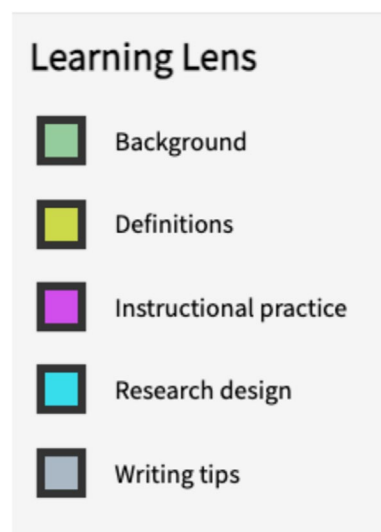 Learning Lens
Background
Definitions
Instructional practice
Research design
Writing tips